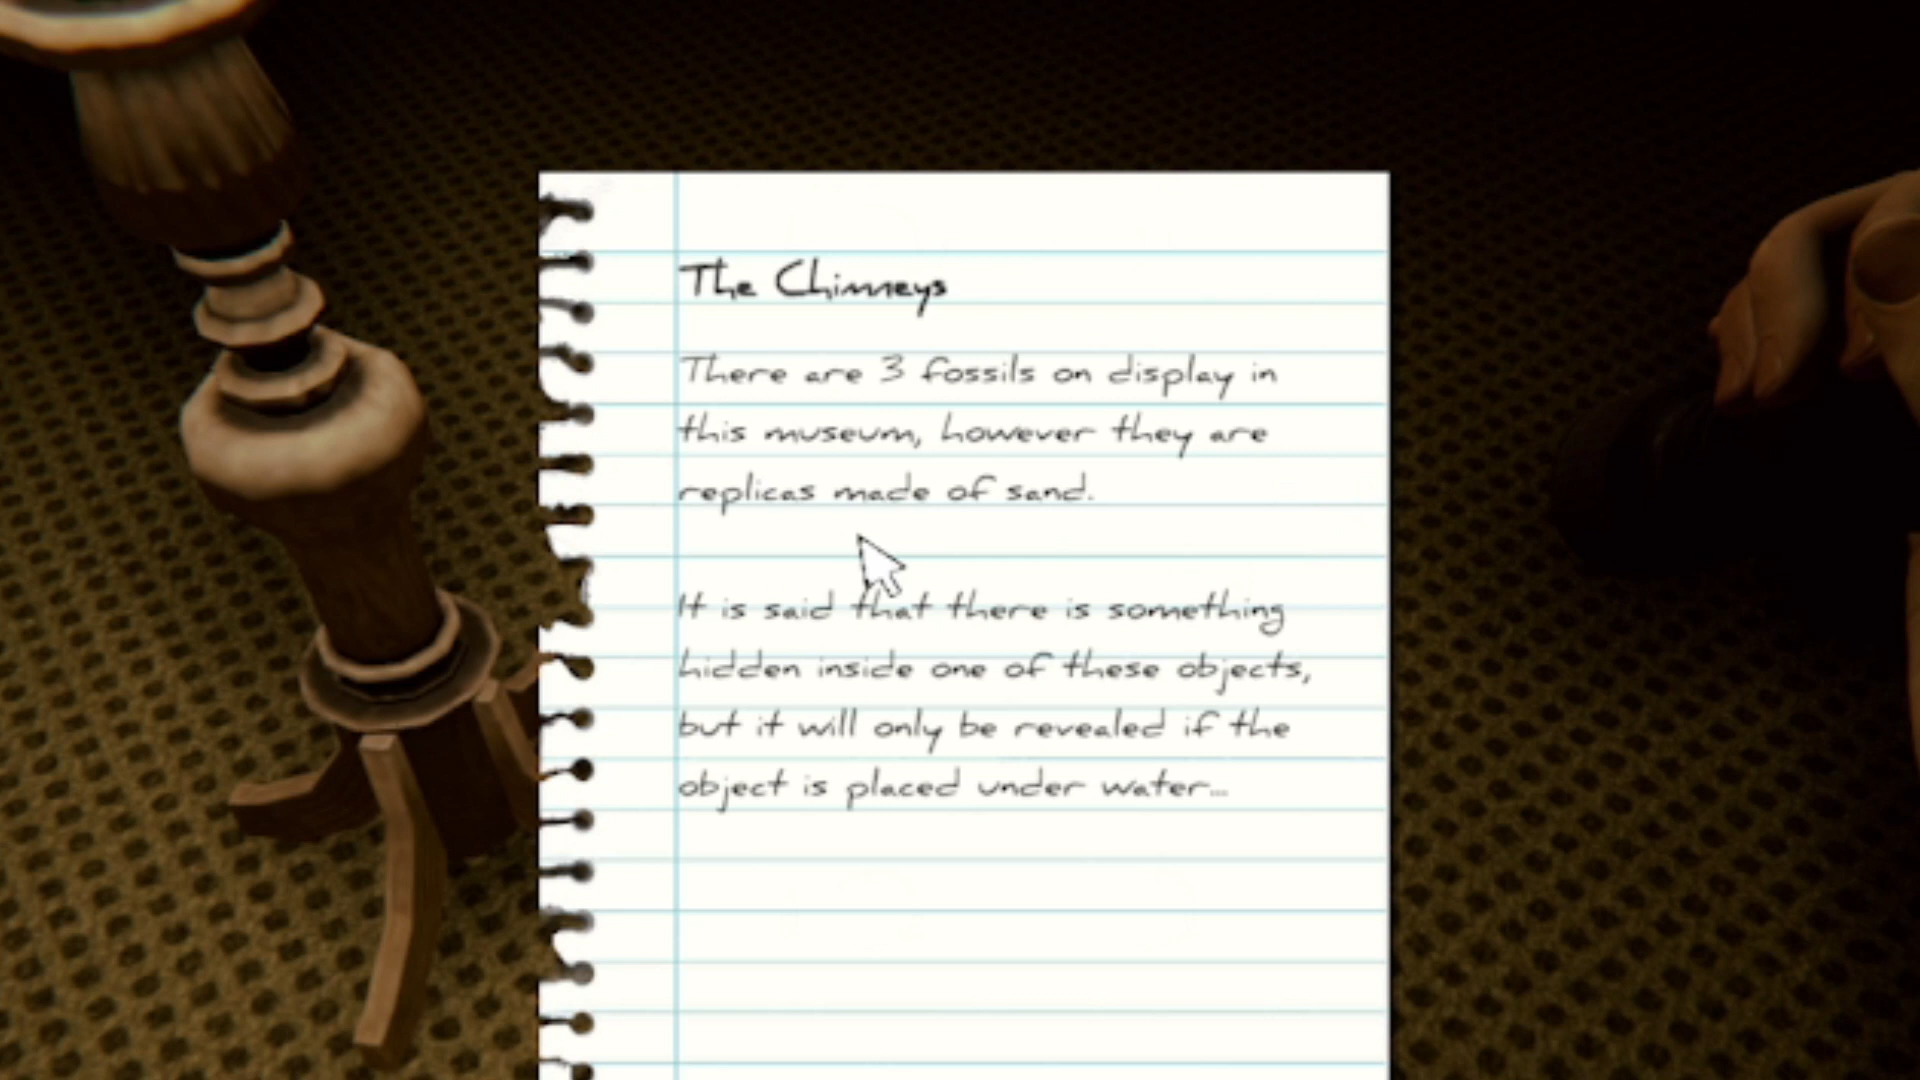 The Chimneys
There are 3 fossils on display in
this museum, however they are
replicas made of sand.
It is said that there is something
hidden inside one of these objects,
but it will only be revealed if the
object is placed under water...